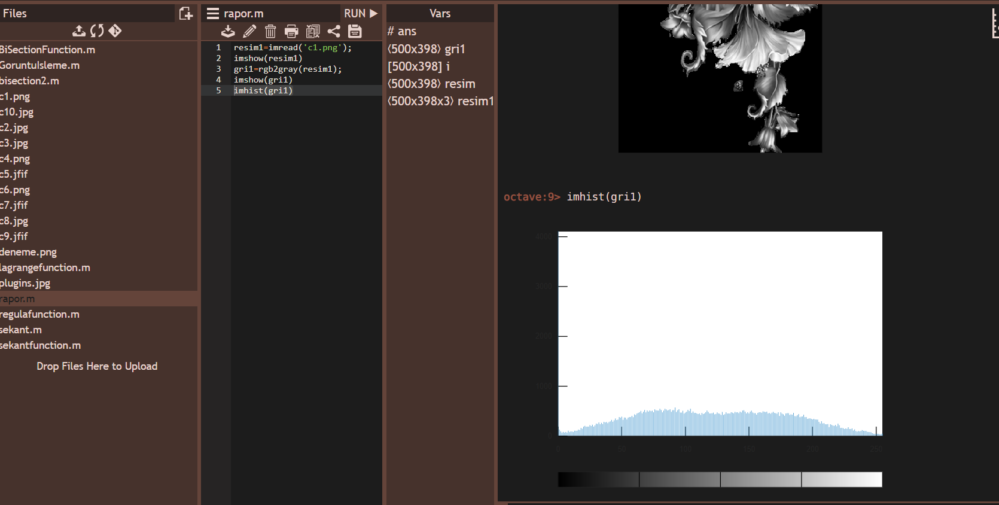 Files
BiSectionFunction.m
GoruntuIsleme.m
bisection2.m
c1.png
c10.jpg
c2.jpg
c3.jpg
c4.png
c5.jfif
c6.png
c7.jfif
c8.jpg
c9.jfif
deneme.png
lagrangefunction.m
plugins.jpg
rapor.m
regulafunction.m
sekant.m
sekantfunction.m
Drop Files Here to Upload
rapor.m RUN
1 resim1=imread('c1.png');
2 imshow(resim1)
3 gri1=rgb2gray(resim1);
4 imshow(gri1)
5 imhist(gri1)
Vars
# ans
⟨500x398⟩ gri1
[500x398] i
⟨500x398⟩ resim
⟨500x398x3⟩ resim1
octave:9> imhist(gri1)
4000
3000
2000
1000
0
0 50 100 150 200 250